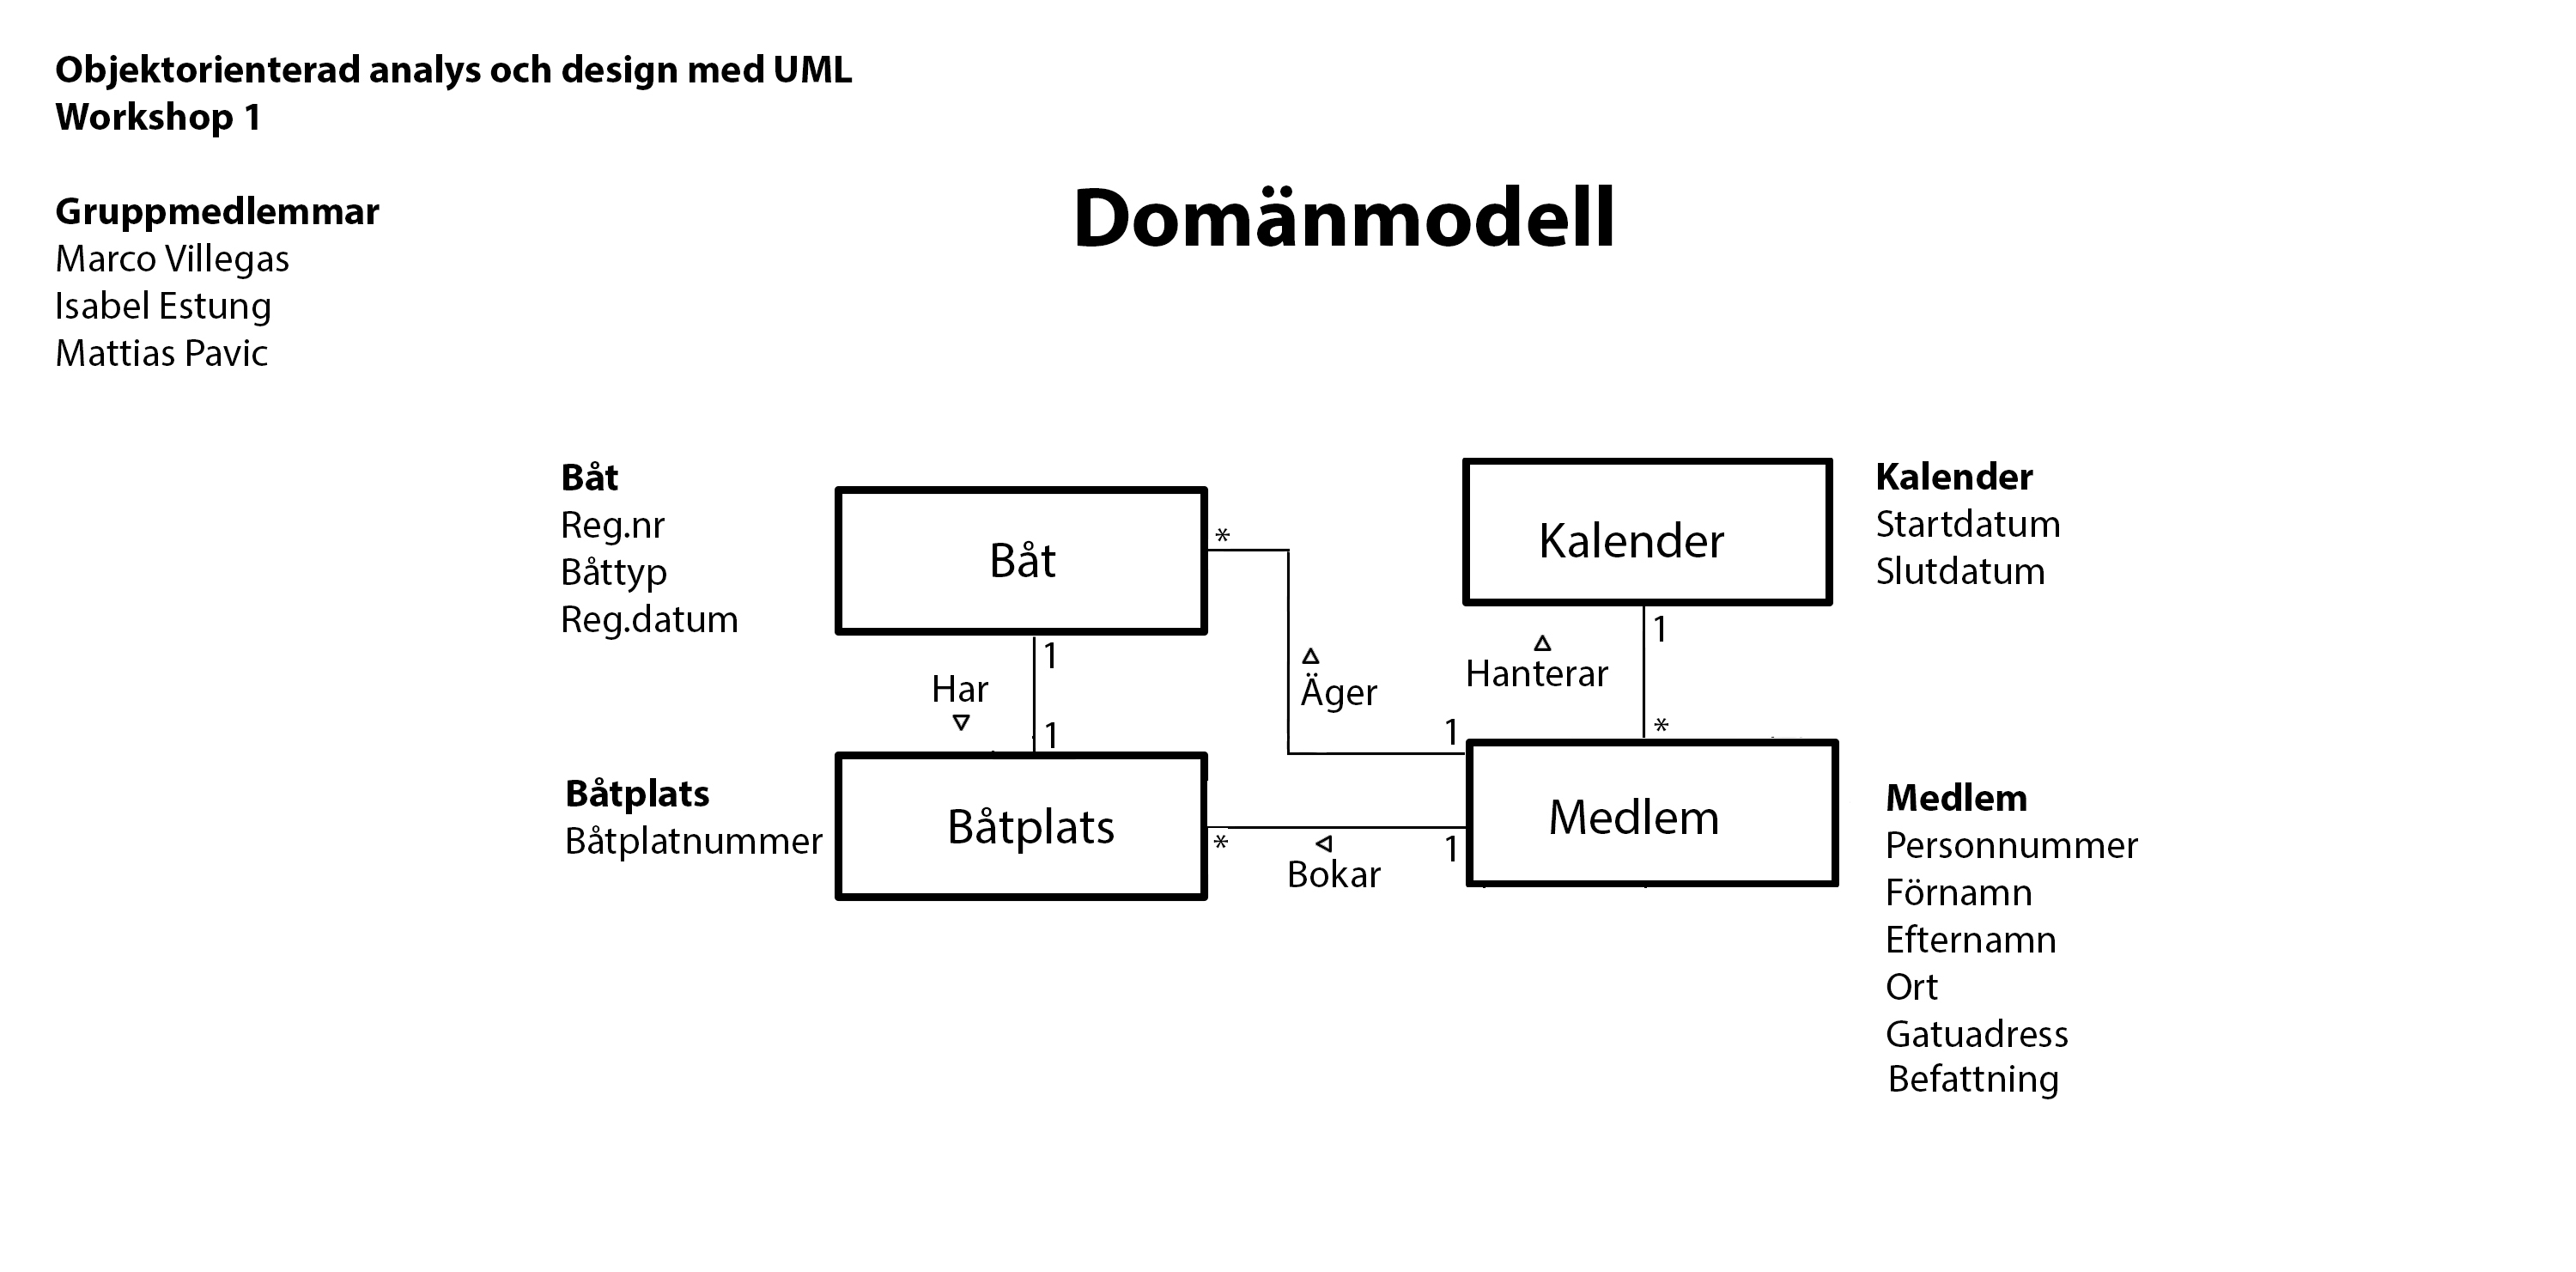 Objektorienterad analys och design med UML
Workshop 1
Gruppmedlemmar
Marco Villegas
Isabel Estung
Mattias Pavic
Domänmodell
Båt
Reg.nr
Båttyp
Reg.datum
Båt
*
Kalender
Kalender
Startdatum
Slutdatum
1
Har
1
Äger
1
Hanterar
1
*
Båtplats
Båtplatnummer
Båtplats
*
Bokar
1
Medlem
Medlem
Personnummer
Förnamn
Efternamn
Ort
Gatuadress
Befattning